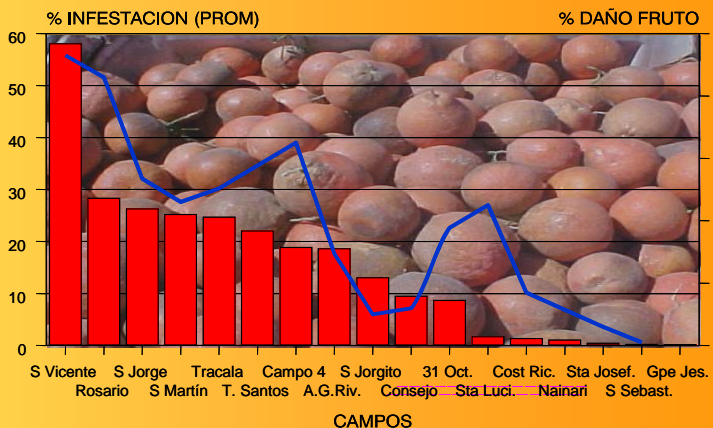 % INFESTACION (PROM) % DAÑO FRUTO
60
50
40
30
20
10
0
S Vicente S Jorge Tracala Campo 4 S Jorgito 31 Oct. Cost Ric. Sta Josef. Gpe Jes.
Rosario S Martín T. Santos A.G.Riv. Consejo Sta Luci. Nainari S Sebast.
CAMPOS